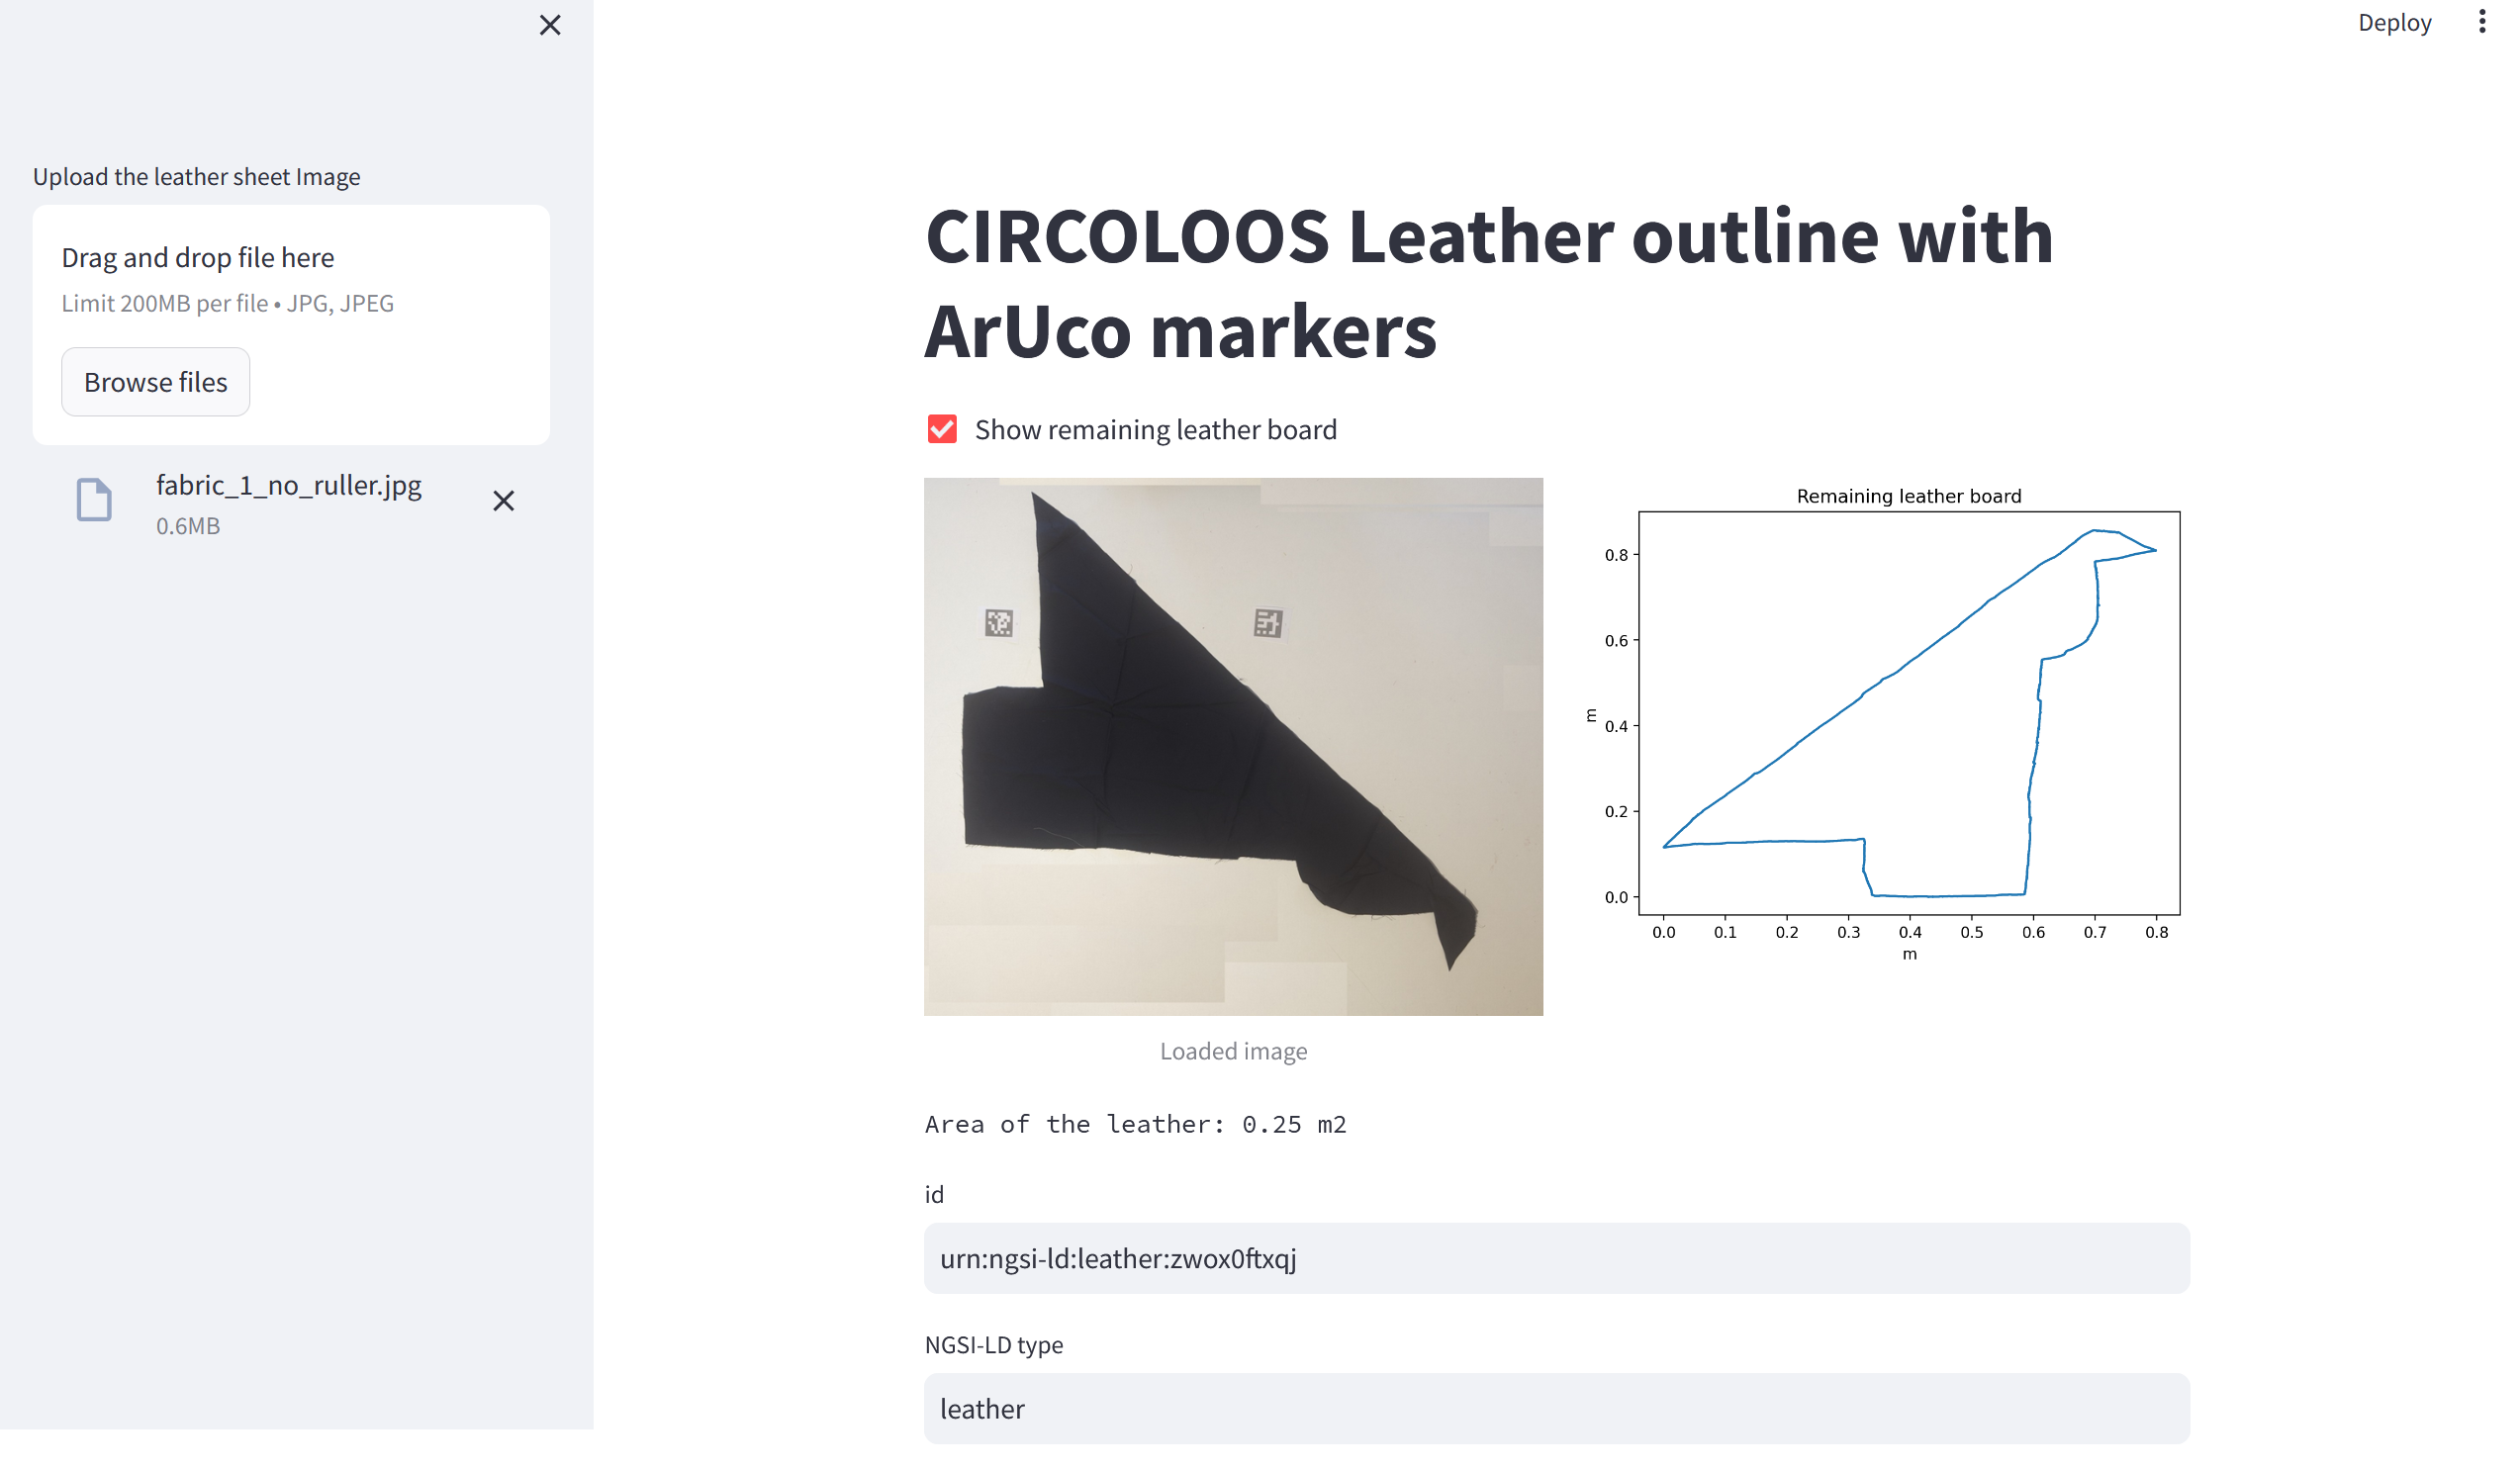 Deploy
Upload the leather sheet Image
Drag and drop file here
Limit 200MB per file • JPG, JPEG
Browse files
fabric_1_no_ruller.jpg
0.6MB
CIRCOLOOS Leather outline with
ArUco markers
Show remaining leather board
Loaded image
Remaining leather board
m
0.8
0.6
0.4
0.2
0.0
0.0 0.1 0.2 0.3 0.4 0.5 0.6 0.7 0.8
m
Area of the leather: 0.25 m2
id
urn:ngsi-ld:leather:zwox0ftxqj
NGSI-LD type
leather